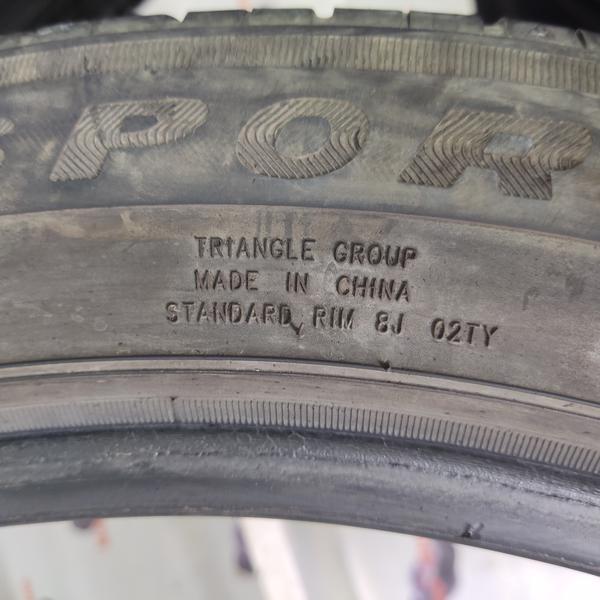 SPOR
TRIANGLE GROUP
MADE IN CHINA
STANDARD RIM 8J 02TY